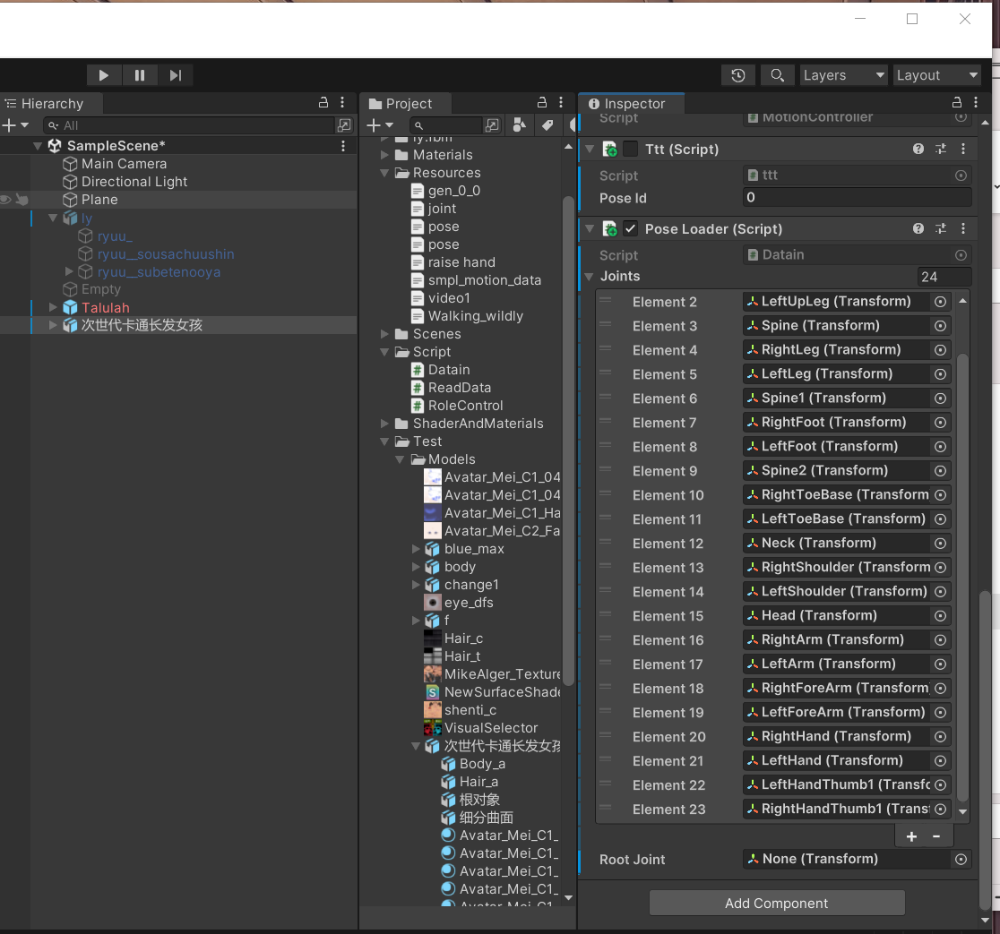 Layers
Layout
Hierarchy
All
SampleScene*
Main Camera
Directional Light
Plane
ly
ryuu_
ryuu__sousachuushin
ryuu__subetenooya
Empty
Talulah
次世代卡通长发女孩
Project
ly.fbm
Materials
Resources
gen_0_0
joint
pose
pose
raise hand
smpl_motion_data
video1
Walking_wildly
Scenes
Script
Datain
ReadData
RoleControl
ShaderAndMaterials
Test
Models
Avatar_Mei_C1_04
Avatar_Mei_C1_04
Avatar_Mei_C1_Ha
Avatar_Mei_C2_Fa
blue_max
body
change1
eye_dfs
f
Hair_c
Hair_t
MikeAlger_Texture
NewSurfaceShade
shenti_c
VisualSelector
次世代卡通长发女孩
Body_a
Hair_a
根对象
细分曲面
Avatar_Mei_C1_
Avatar_Mei_C1_
Avatar_Mei_C1_
Avatar_Mei_C1_
Avatar_Mei_C1_
Inspector
Script MotionController
Ttt (Script)
Script ttt
Pose Id 0
Pose Loader (Script)
Script Datain
Joints 24
Element 2 LeftUpLeg (Transform)
Element 3 Spine (Transform)
Element 4 RightLeg (Transform)
Element 5 LeftLeg (Transform)
Element 6 Spine1 (Transform)
Element 7 RightFoot (Transform)
Element 8 LeftFoot (Transform)
Element 9 Spine2 (Transform)
Element 10 RightToeBase (Transform
Element 11 LeftToeBase (Transform)
Element 12 Neck (Transform)
Element 13 RightShoulder (Transform
Element 14 LeftShoulder (Transform)
Element 15 Head (Transform)
Element 16 RightArm (Transform)
Element 17 LeftArm (Transform)
Element 18 RightForeArm (Transform
Element 19 LeftForeArm (Transform)
Element 20 RightHand (Transform)
Element 21 LeftHand (Transform)
Element 22 LeftHandThumb1 (Transfo
Element 23 RightHandThumb1 (Trans
+ -
Root Joint None (Transform)
Add Component